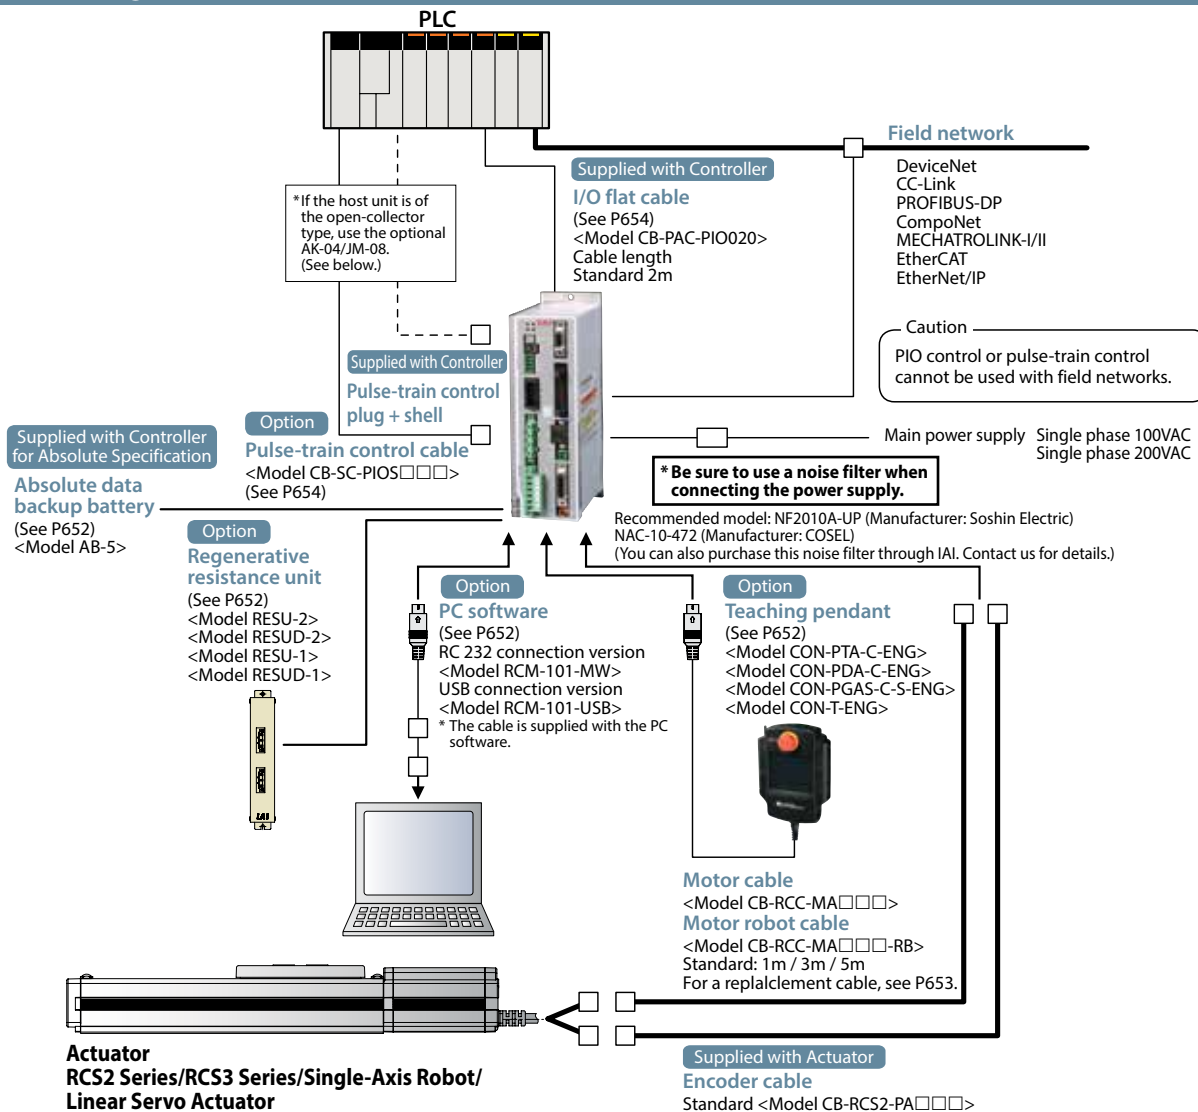 PLC
Field network
DeviceNet
CC-Link
PROFIBUS-DP
CompoNet
MECHATROLINK-I/II
EtherCAT
EtherNet/IP
Supplied with Controller
I/O flat cable
(See P654)
<Model CB-PAC-PIO020>
Cable length
Standard 2m
* If the host unit is of
the open-collector
type, use the optional
AK-04/JM-08.
(See below.)
Caution
PIO control or pulse-train control
cannot be used with field networks.
Supplied with Controller
Pulse-train control
plug + shell
Option
Pulse-train control cable
<Model CB-SC-PIOS□□□>
(See P654)
Supplied with Controller
for Absolute Specification
Absolute data
backup battery
(See P652)
<Model AB-5>
Main power supply Single phase 100VAC
Single phase 200VAC
* Be sure to use a noise filter when
connecting the power supply.
Recommended model: NF2010A-UP (Manufacturer: Soshin Electric)
NAC-10-472 (Manufacturer: COSEL)
(You can also purchase this noise filter through IAI. Contact us for details.)
Option
Regenerative
resistance unit
(See P652)
<Model RESU-2>
<Model RESUD-2>
<Model RESU-1>
<Model RESUD-1>
IAI
Option
PC software
(See P652)
RC 232 connection version
<Model RCM-101-MW>
USB connection version
<Model RCM-101-USB>
* The cable is supplied with the PC
software.
Option
Teaching pendant
(See P652)
<Model CON-PTA-C-ENG>
<Model CON-PDA-C-ENG>
<Model CON-PGAS-C-S-ENG>
<Model CON-T-ENG>
Motor cable
<Model CB-RCC-MA□□□>
Motor robot cable
<Model CB-RCC-MA□□□-RB>
Standard: 1m / 3m / 5m
For a replalclement cable, see P653.
Actuator
RCS2 Series/RCS3 Series/Single-Axis Robot/
Linear Servo Actuator
Supplied with Actuator
Encoder cable
Standard <Model CB-RCS2-PA□□□>